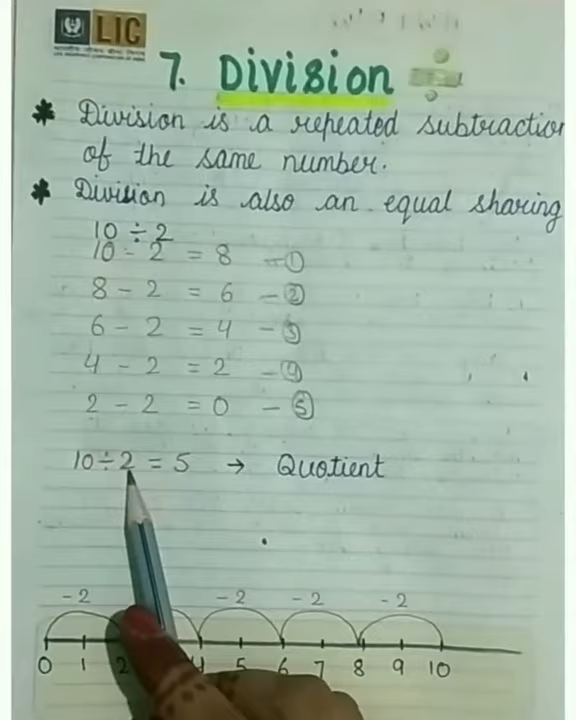 LIC
7. Division ÷
* Division is a repeated subtraction
of the same number.
* Division is also an equal sharing
10 ÷ 2
10 - 2 = 8 - ①
8 - 2 = 6 - ②
6 - 2 = 4 - ③
4 - 2 = 2 - ④
2 - 2 = 0 - ⑤
10 ÷ 2 = 5 → Quotient
-2 -2 -2 -2
0 1 2 4 5 6 7 8 9 10